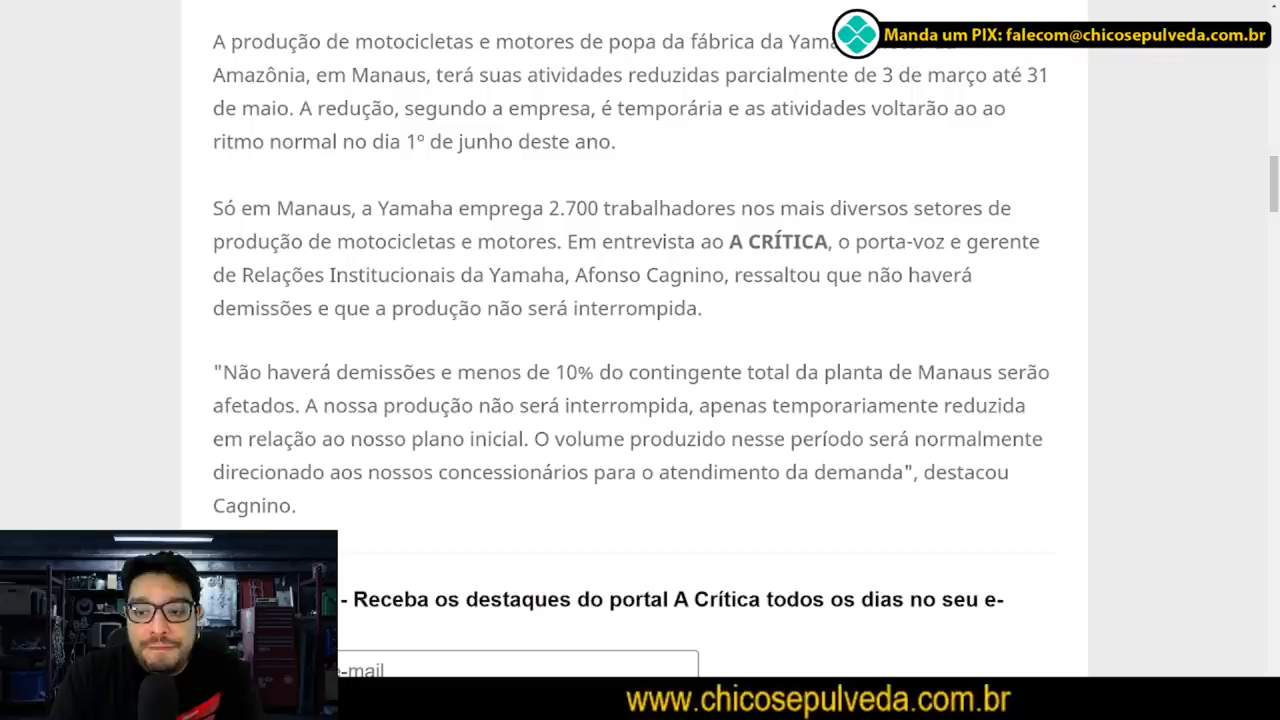 Manda um PIX: falecom@chicosepulveda.com.br
A produção de motocicletas e motores de popa da fábrica da
Amazônia, em Manaus, terá suas atividades reduzidas parcialmente de 3 de março até 31
de maio. A redução, segundo a empresa, é temporária e as atividades voltarão ao ao
ritmo normal no dia 1º de junho deste ano.
Só em Manaus, a Yamaha emprega 2.700 trabalhadores nos mais diversos setores de
produção de motocicletas e motores. Em entrevista ao A CRÍTICA, o porta-voz e gerente
de Relações Institucionais da Yamaha, Afonso Cagnino, ressaltou que não haverá
demissões e que a produção não será interrompida.
"Não haverá demissões e menos de 10% do contingente total da planta de Manaus serão
afetados. A nossa produção não será interrompida, apenas temporariamente reduzida
em relação ao nosso plano inicial. O volume produzido nesse período será normalmente
direcionado aos nossos concessionários para o atendimento da demanda", destacou
Cagnino.
- Receba os destaques do portal A Crítica todos os dias no seu e-
e-mail
www.chicosepulveda.com.br